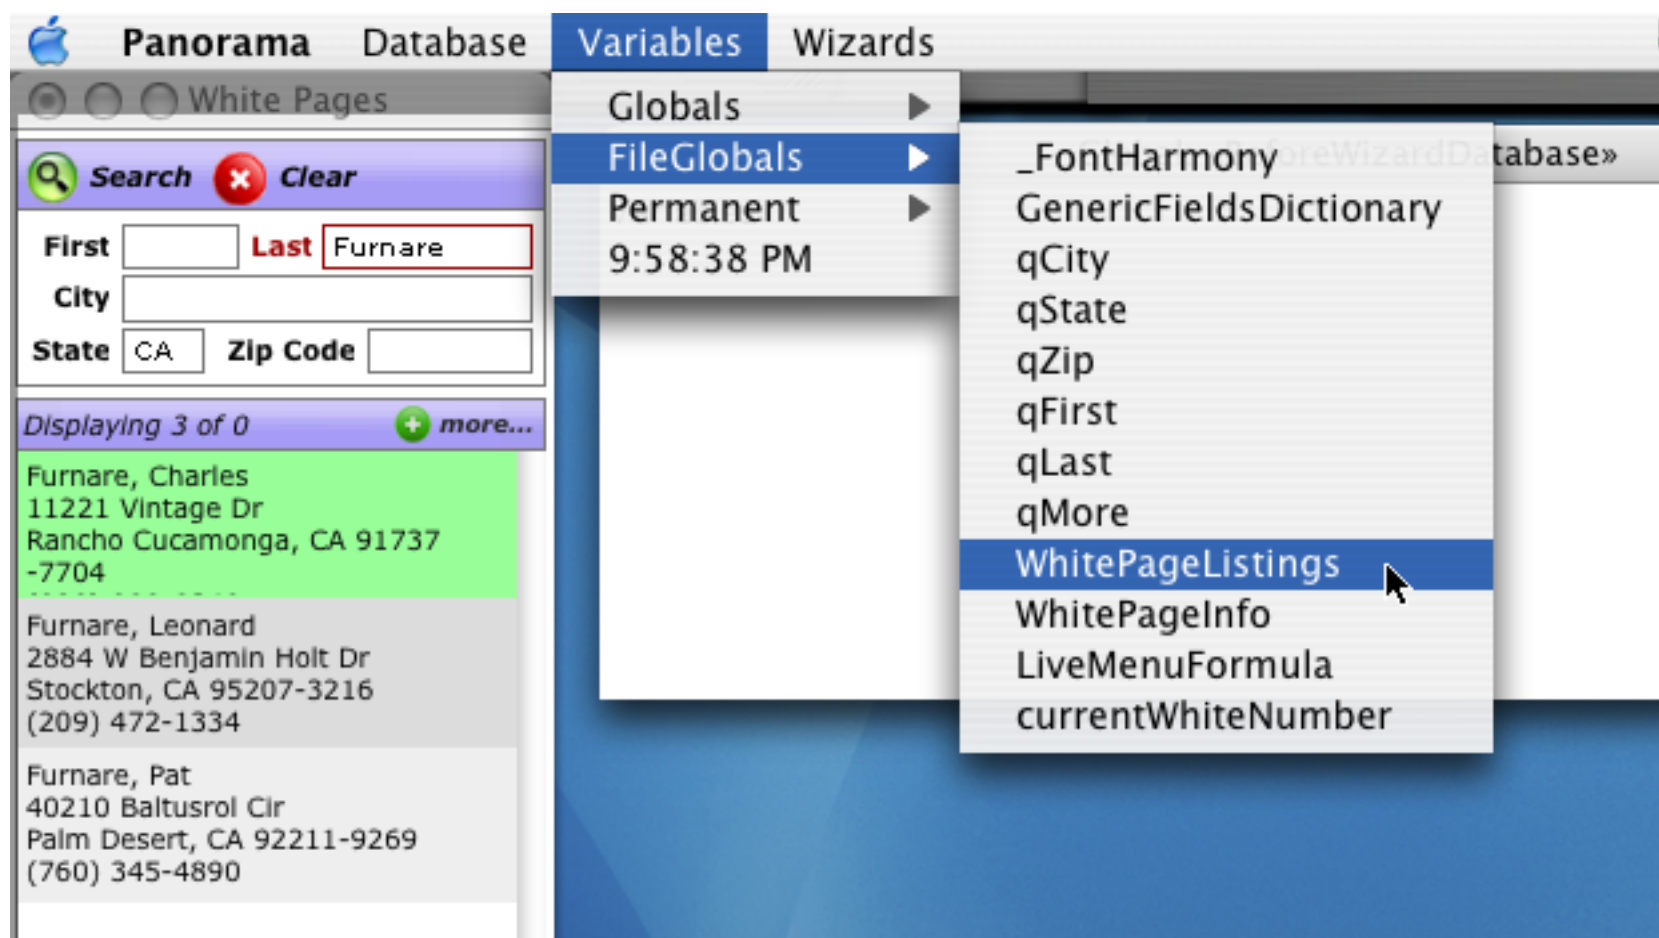 Panorama Database Variables Wizards
White Pages
Search Clear
First Last Furnare
City
State CA Zip Code
Displaying 3 of 0 more...
Furnare, Charles
11221 Vintage Dr
Rancho Cucamonga, CA 91737
-7704
Furnare, Leonard
2884 W Benjamin Holt Dr
Stockton, CA 95207-3216
(209) 472-1334
Furnare, Pat
40210 Baltusrol Cir
Palm Desert, CA 92211-9269
(760) 345-4890
Globals
FileGlobals
Permanent
9:58:38 PM
tabase»
_FontHarmony
GenericFieldsDictionary
qCity
qState
qZip
qFirst
qLast
qMore
WhitePageListings
WhitePageInfo
LiveMenuFormula
currentWhiteNumber